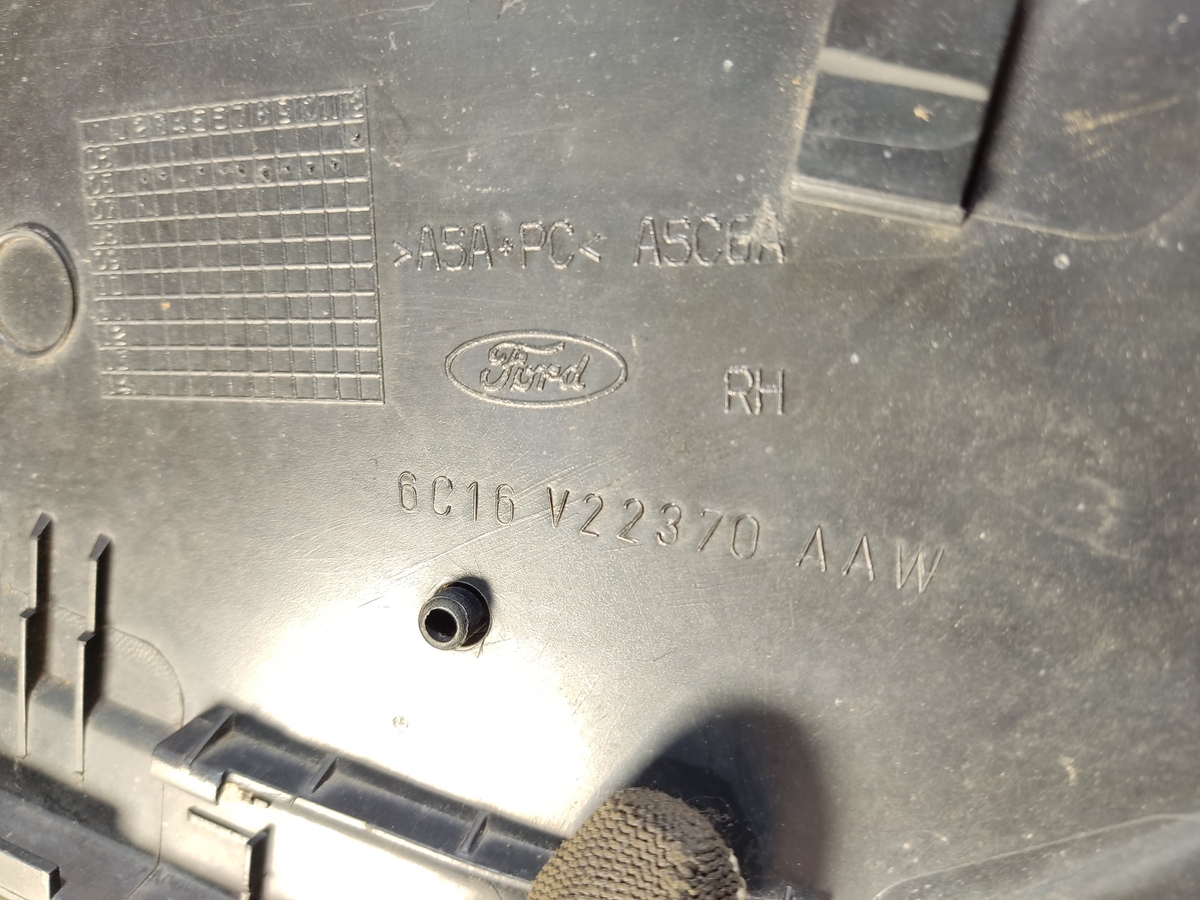 >A5A+PC< A5C6A
Ford
RH
6C16 V22370 AAW